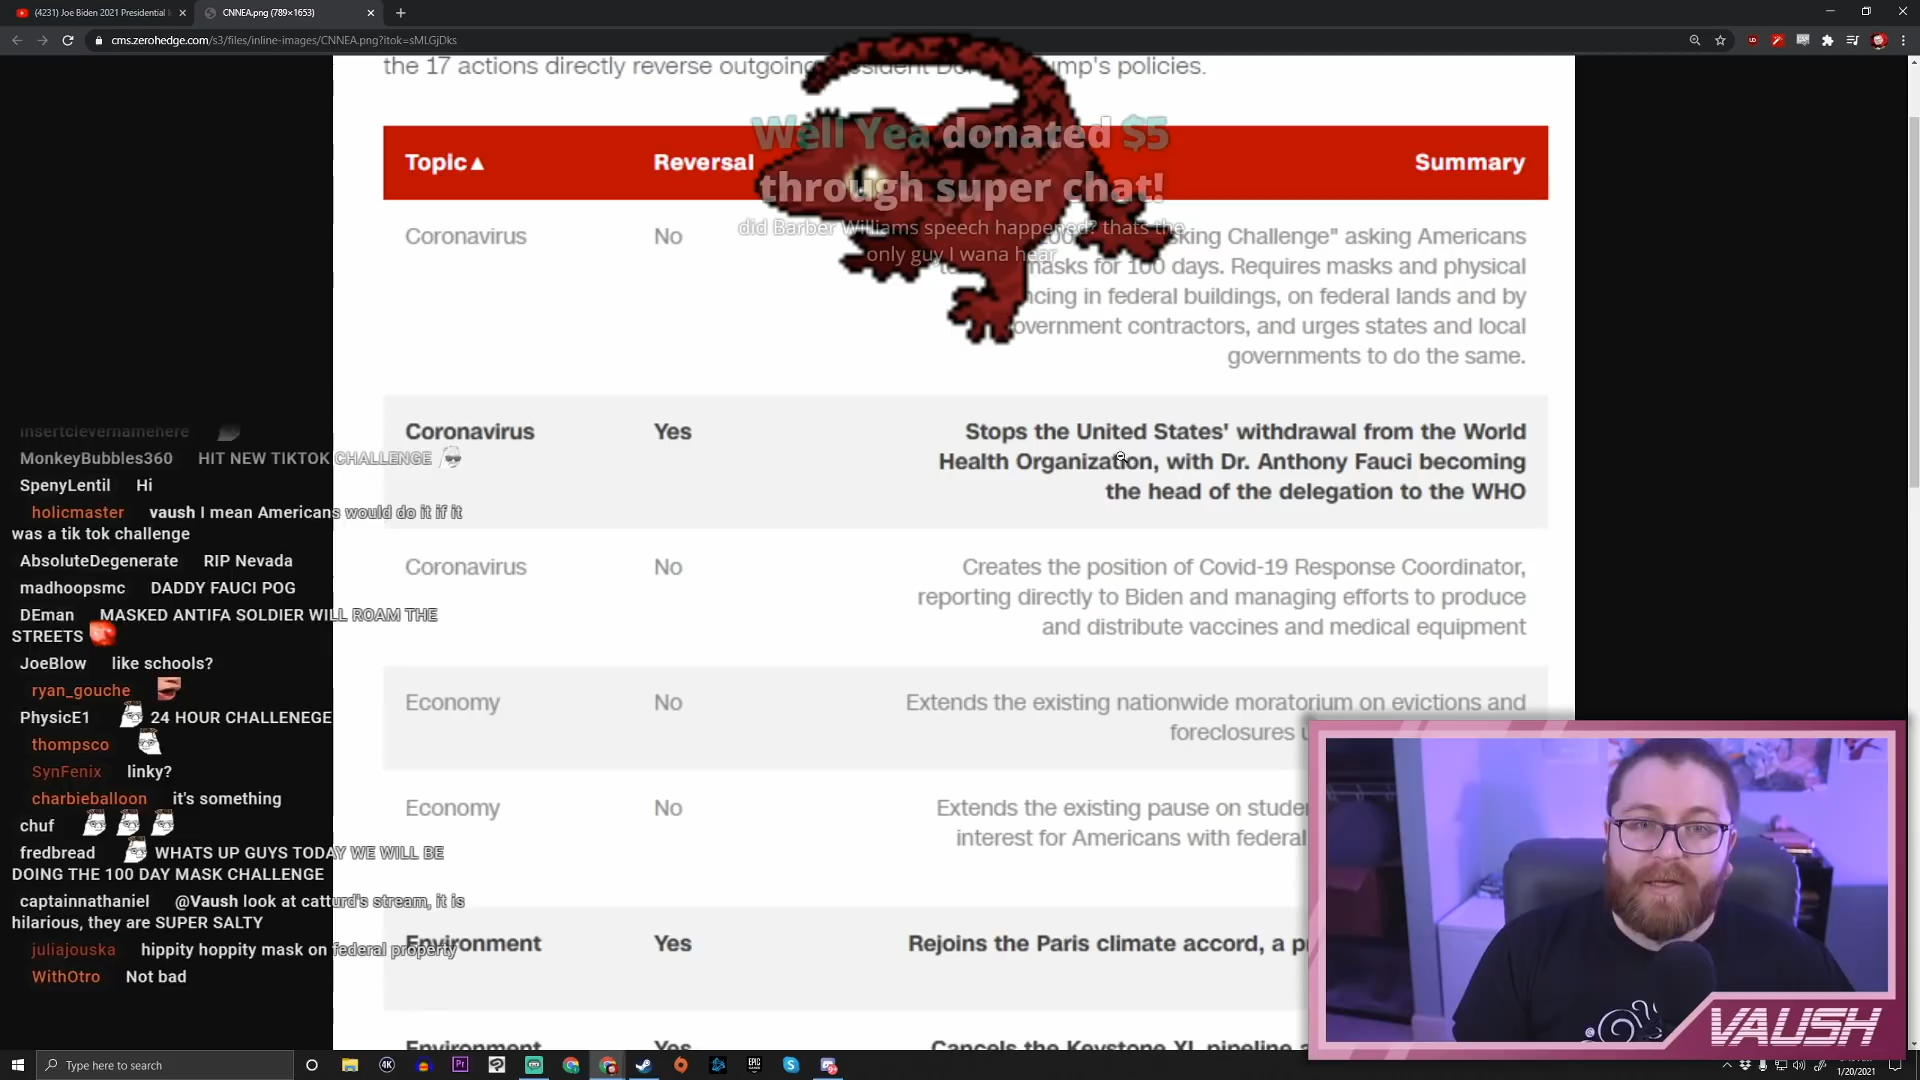 (4231) Joe Biden 2021 Presidential
CNNEA.png (789×1653)
cms.zerohedge.com/s3/files/inline-images/CNNEA.png?itok=sMLGjDks
the 17 actions directly reverse outgoing President Donald Trump's policies.
Well Yea donated $5
through super chat!
did Barber Williams speech happened? thats the
only guy I wana hear
Topic▲ Reversal Summary
Coronavirus No
king Challenge" asking Americans
masks for 100 days. Requires masks and physical
in federal buildings, on federal lands and by
government contractors, and urges states and local
governments to do the same.
Coronavirus Yes Stops the United States' withdrawal from the World
Health Organization, with Dr. Anthony Fauci becoming
the head of the delegation to the WHO
Coronavirus No Creates the position of Covid-19 Response Coordinator,
reporting directly to Biden and managing efforts to produce
and distribute vaccines and medical equipment
Economy No Extends the existing nationwide moratorium on evictions and
foreclosures
Economy No Extends the existing pause on
interest for Americans with federal
Environment Yes Rejoins the Paris climate accord, a
Environment Yes Cancels the Keystone XL pipeline
insertclevernamehere
MonkeyBubbles360 HIT NEW TIKTOK CHALLENGE
SpenyLentil Hi
holicmaster vaush I mean Americans would do it if it
was a tik tok challenge
AbsoluteDegenerate RIP Nevada
madhoopsmc DADDY FAUCI POG
DEman MASKED ANTIFA SOLDIER WILL ROAM THE
STREETS
JoeBlow like schools?
ryan_gouche
PhysicE1 24 HOUR CHALLENEGE
thompsco
SynFenix linky?
charbieballoon it's something
chuf
fredbread WHATS UP GUYS TODAY WE WILL BE
DOING THE 100 DAY MASK CHALLENGE
captainnathaniel @Vaush look at catturd's stream, it is
hilarious, they are SUPER SALTY
juliajouska hippity hoppity mask on federal property
WithOtro Not bad
VAUSH
Type here to search
1/20/2021